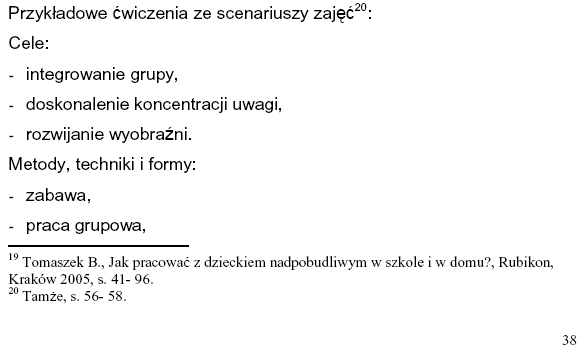 Przykładowe ćwiczenia ze scenariuszy zajęć20:
Cele:
- integrowanie grupy,
- doskonalenie koncentracji uwagi,
- rozwijanie wyobraźni.
Metody, techniki i formy:
- zabawa,
- praca grupowa,
19 Tomaszek B., Jak pracować z dzieckiem nadpobudliwym w szkole i w domu?, Rubikon,
Kraków 2005, s. 41- 96.
20 Tamże, s. 56- 58.
38